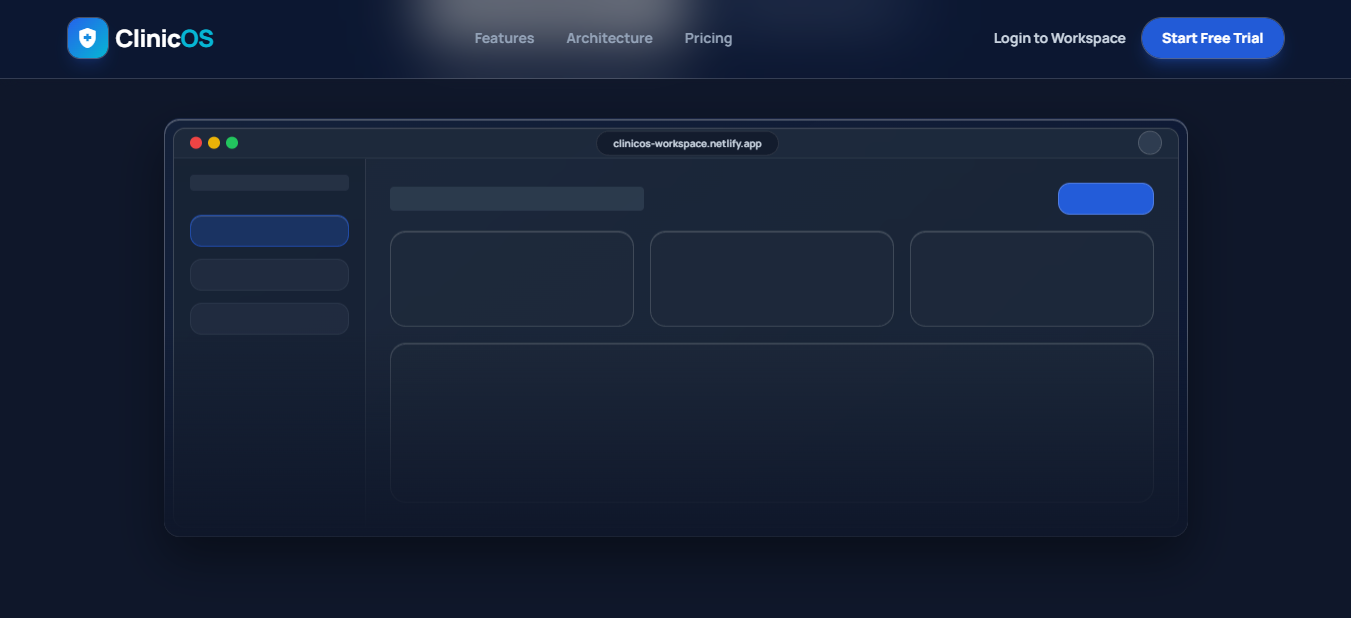 ClinicOS
Features
Architecture
Pricing
Login to Workspace
Start Free Trial
clinicos-workspace.netlify.app